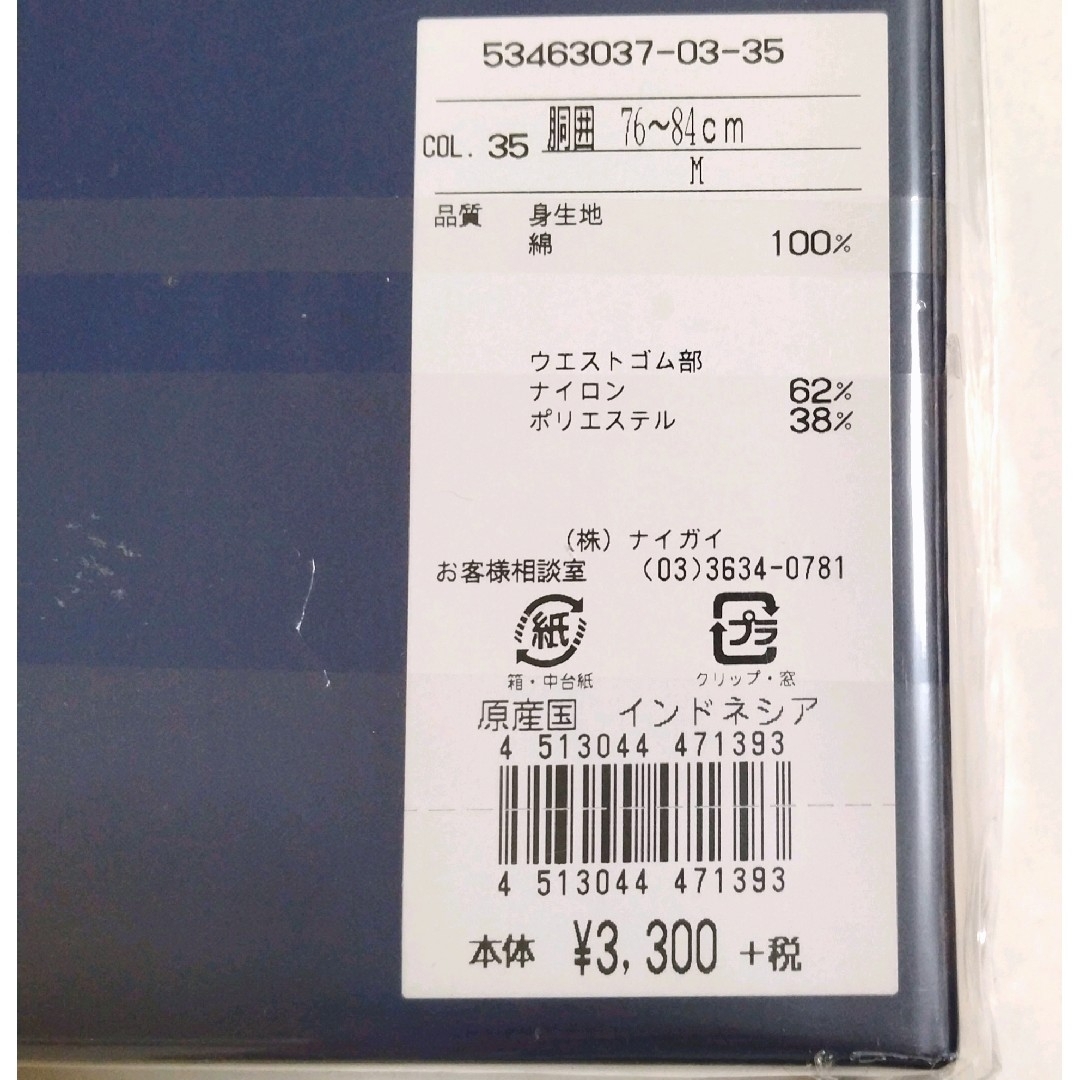 53463037-03-35
COL. 35 胴囲 76~84cm
M
品質 身生地
綿 100%
ウエストゴム部
ナイロン 62%
ポリエステル 38%
(株) ナイガイ
お客様相談室 (03)3634-0781
紙 プラ
箱・中台紙 クリップ・窓
原産国 インドネシア
4 513044 471393
4 513044 471393
本体 ¥3,300 +税